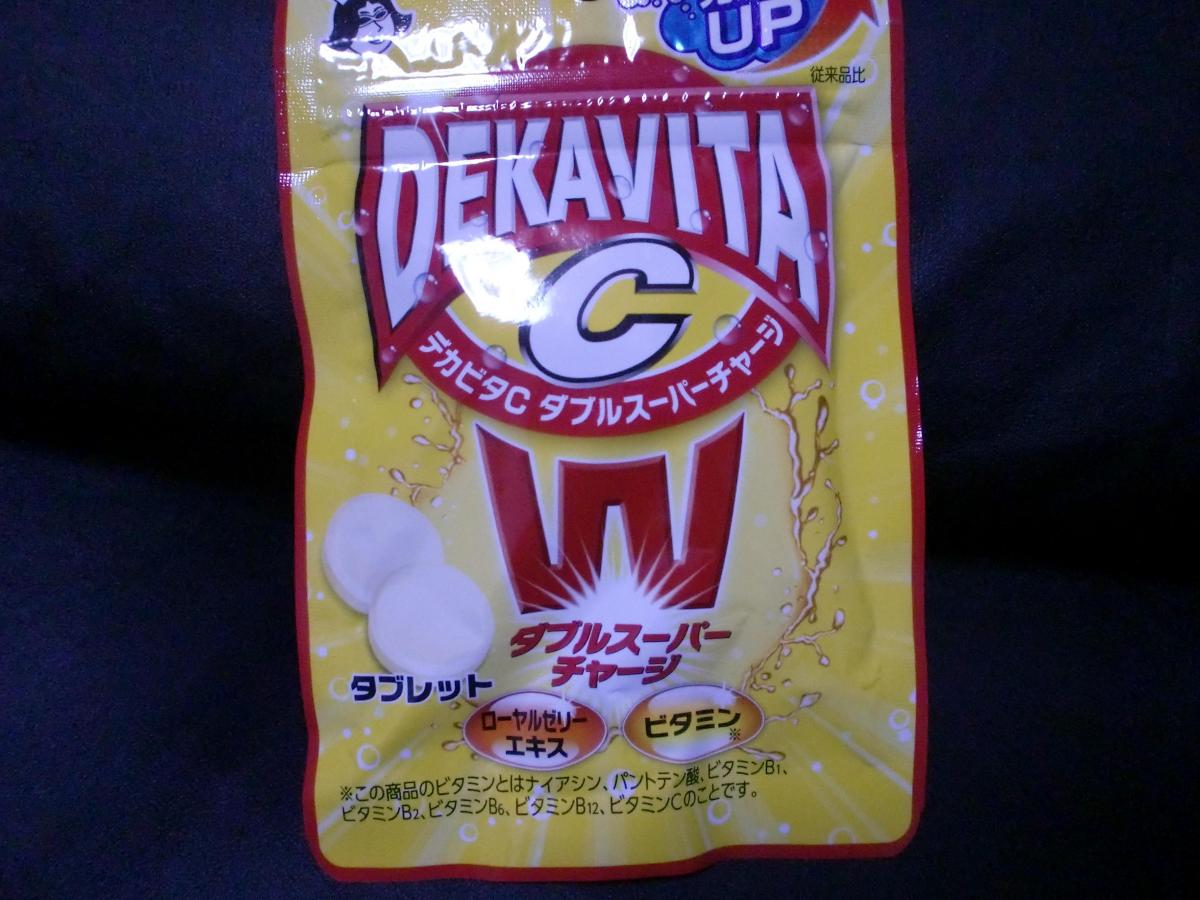 UP
従来品比
DEKAVITA
C
デカビタC ダブルスーパーチャージ
W
ダブルスーパー
チャージ
タブレット
ローヤルゼリー
エキス
ビタミン
※
※この商品のビタミンとはナイアシン、パントテン酸、ビタミンB1、
ビタミンB2、ビタミンB6、ビタミンB12、ビタミンCのことです。